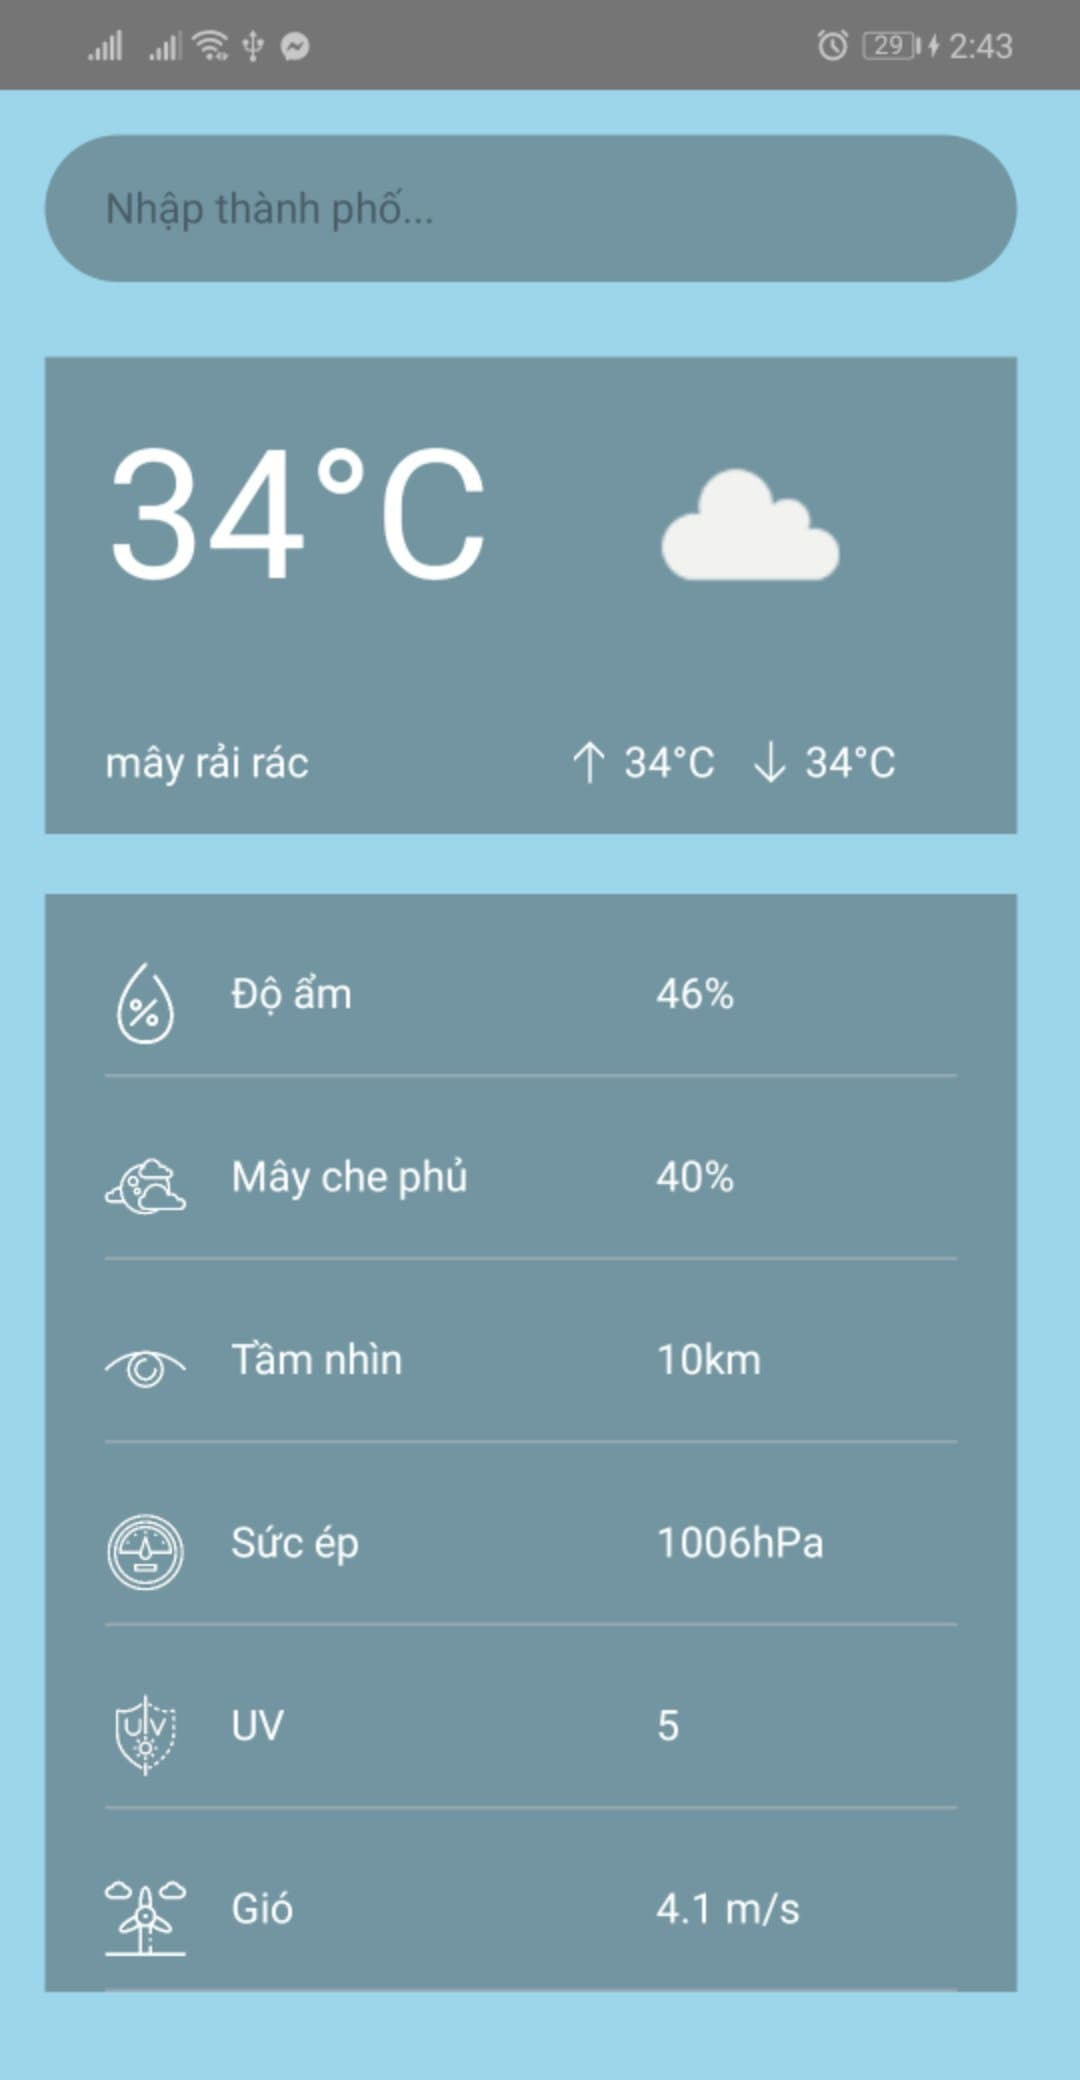 29 2:43
Nhập thành phố...
34°C
mây rải rác ↑ 34°C ↓ 34°C
Độ ẩm 46%
Mây che phủ 40%
Tầm nhìn 10km
Sức ép 1006hPa
UV UV 5
Gió 4.1 m/s